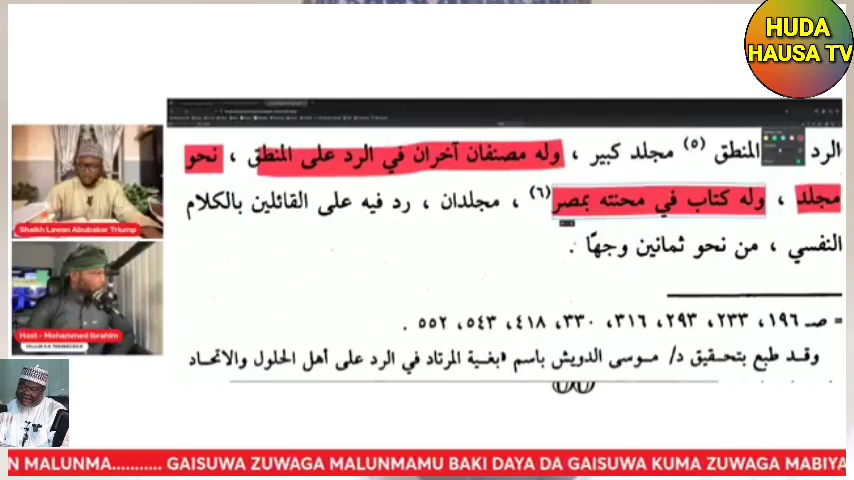 HUDA
HAUSA TV
الرد المنطق (٥) مجلد كبير ، وله مصنفان آخران في الرد على المنطق ، نحو
مجلد ، وله كتاب في محنته بمصر (٦) ، مجلدان ، رد فيه على القائلين بالكلام
النفسي ، من نحو ثمانين وجهًا .
= صـ ١٩٦، ٢٣٣، ٢٩٣، ٣١٦، ٣٣٠، ٤١٨، ٥٤٣، ٥٥٢ .
وقد طبع بتحقيق د/ موسى الدويش باسم «بغية المرتاد في الرد على أهل الحلول والاتحاد
Sheikh Lawan Abubakar Triump
Host - Mohammed Ibrahim
N MALUNMA........... GAISUWA ZUWAGA MALUNMAMU BAKI DAYA DA GAISUWA KUMA ZUWAGA MABIYA